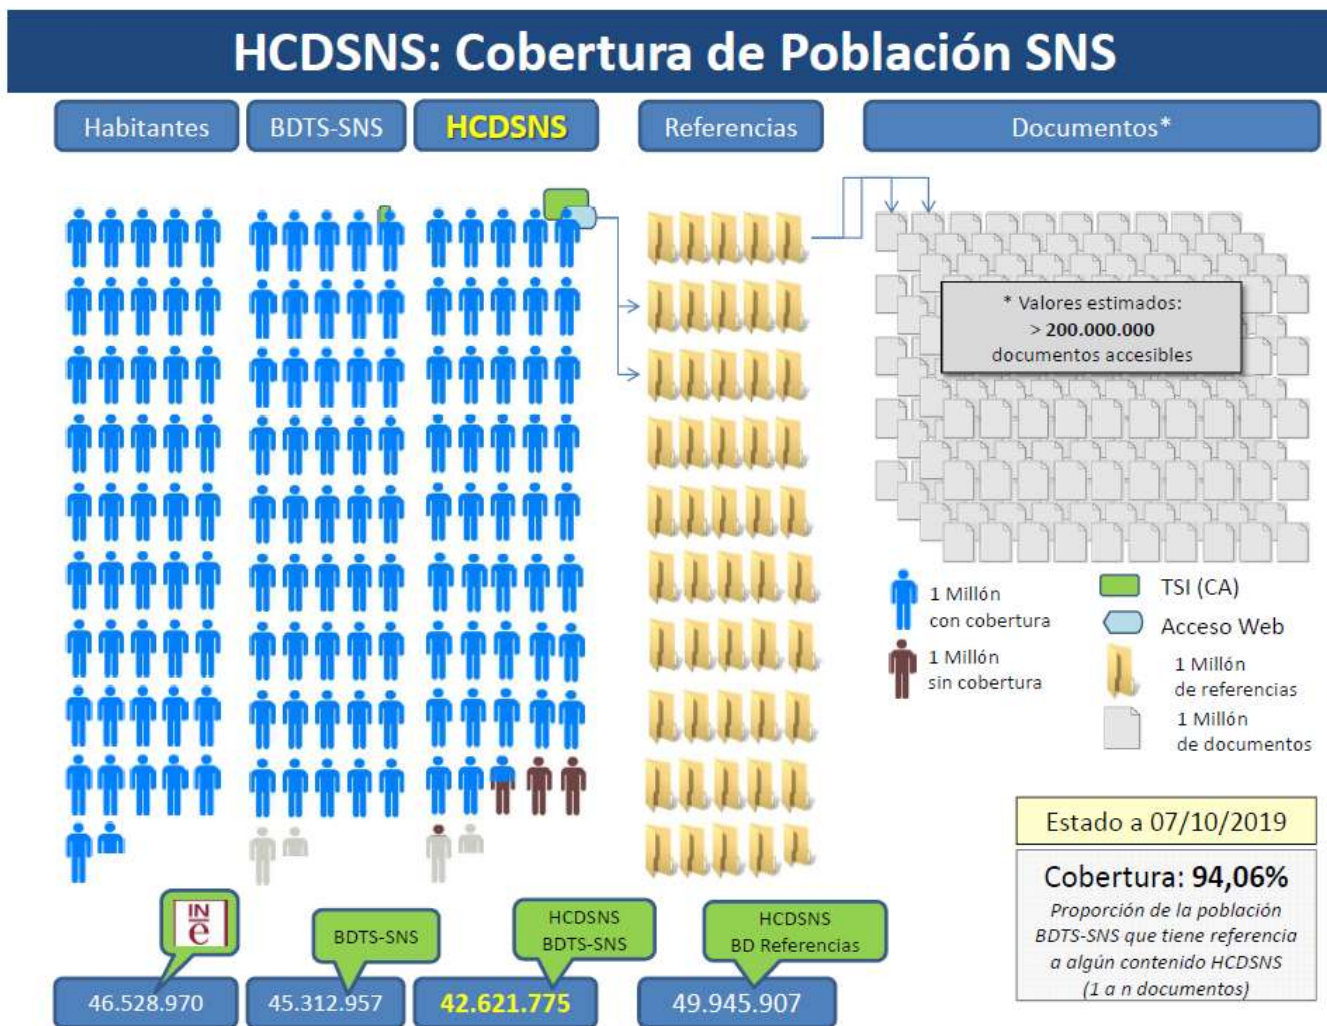 HCDSNS: Cobertura de Población SNS
Habitantes
BDTS-SNS
HCDSNS
Referencias
Documentos*
* Valores estimados:
> 200.000.000
documentos accesibles
1 Millón
con cobertura
1 Millón
sin cobertura
TSI (CA)
Acceso Web
1 Millón
de referencias
1 Millón
de documentos
Estado a 07/10/2019
Cobertura: 94,06%
Proporción de la población
BDTS-SNS que tiene referencia
a algún contenido HCDSNS
(1 a n documentos)
INe
BDTS-SNS
HCDSNS
BDTS-SNS
HCDSNS
BD Referencias
46.528.970
45.312.957
42.621.775
49.945.907